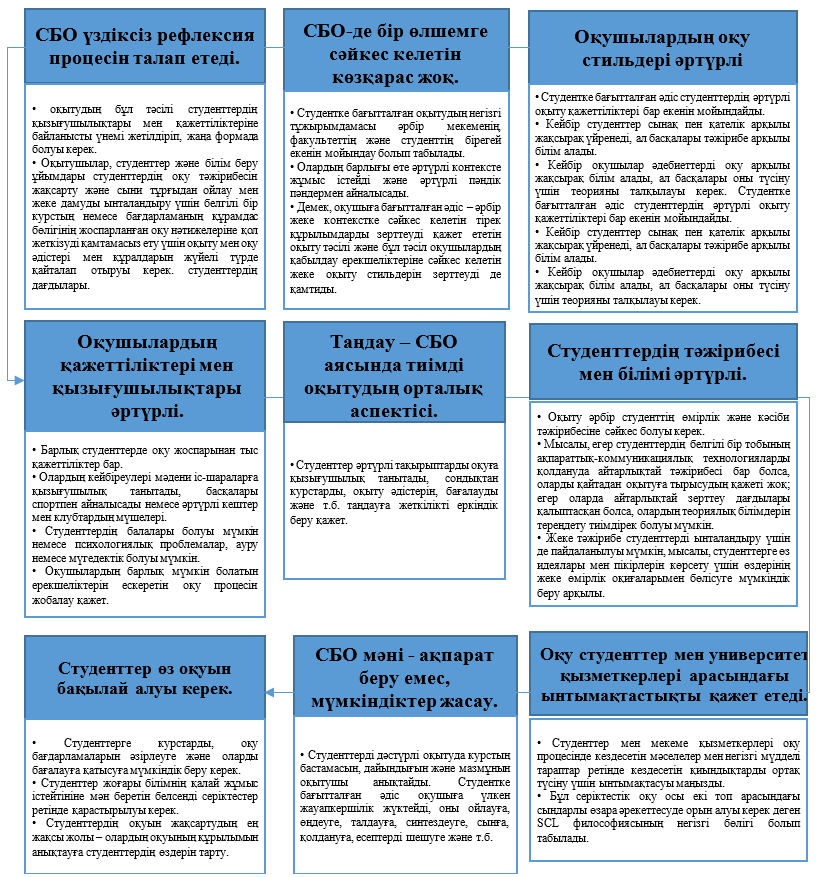 СБО үздіксіз рефлексия
процесін талап етеді.
• оқытудың бұл тәсілі студенттердің
қызығушылықтары мен қажеттіліктеріне
байланысты үнемі жетілдіріп, жаңа формада
болуы керек.
• Оқытушылар, студенттер және білім беру
ұйымдары студенттердің оқу тәжірибесін
жақсарту және сыни тұрғыдан ойлау мен
жеке дамуды ынталандыру үшін белгілі бір
курстың немесе бағдарламаның құрамдас
бөлігінің жоспарланған оқу нәтижелеріне қол
жеткізуді қамтамасыз ету үшін оқыту мен оқу
әдістері мен құралдарын жүйелі түрде
қайталап отыруы керек. студенттердің
дағдылары.
СБО-де бір өлшемге
сәйкес келетін
көзқарас жоқ.
• Студентке бағытталған оқытудың негізгі
тұжырымдамасы әрбір мекеменің,
факультеттің және студенттің бірегей
екенін мойындау болып табылады.
• Олардың барлығы өте әртүрлі контексте
жұмыс істейді және әртүрлі пәндік
пәндермен айналысады.
• Демек, оқушыға бағытталған әдіс – әрбір
жеке контекстке сәйкес келетін тірек
құрылымдарды зерттеуді қажет ететін
оқыту тәсілі және бұл тәсіл оқушылардың
қабылдау ерекшеліктеріне сәйкес келетін
жеке оқыту стильдерін зерттеуді де
қамтиды.
Оқушылардың оқу
стильдері әртүрлі
• Студентке бағытталған әдіс студенттердің әртүрлі
оқыту қажеттіліктері бар екенін мойындайды.
• Кейбір студенттер сынақ пен қателік арқылы
жақсырақ үйренеді, ал басқалары тәжірибе арқылы
білім алады.
• Кейбір оқушылар әдебиеттерді оқу арқылы
жақсырақ білім алады, ал басқалары оны түсіну
үшін теорияны талқылауы керек. Студентке
бағытталған әдіс студенттердің әртүрлі оқыту
қажеттіліктері бар екенін мойындайды.
• Кейбір студенттер сынақ пен қателік арқылы
жақсырақ үйренеді, ал басқалары тәжірибе арқылы
білім алады.
• Кейбір оқушылар әдебиеттерді оқу арқылы
жақсырақ білім алады, ал басқалары оны түсіну
үшін теорияны талқылауы керек.
Оқушылардың
қажеттіліктері мен
қызығушылықтары
әртүрлі.
• Барлық студенттерде оқу жоспарынан тыс
қажеттіліктер бар.
• Олардың кейбіреулері мәдени іс-шараларға
қызығушылық танытады, басқалары
спортпен айналысады немесе әртүрлі кештер
мен клубтардың мүшелері.
• Студенттердің балалары болуы мүмкін
немесе психологиялық проблемалар, ауру
немесе мүгедектік болуы мүмкін.
• Оқушылардың барлық мүмкін болатын
ерекшеліктерін ескеретін оқу процесін
жобалау қажет.
Таңдау – СБО
аясында тиімді
оқытудың орталық
аспектісі.
• Студенттер әртүрлі тақырыптарды оқуға
қызығушылық танытады, сондықтан
курстарды, оқыту әдістерін, бағалауды
және т.б. таңдауға жеткілікті еркіндік
беру қажет.
Студенттердің тәжірибесі
мен білімі әртүрлі.
• Оқыту әрбір студенттің өмірлік және кәсіби
тәжірибесіне сәйкес болуы керек.
• Мысалы, егер студенттердің белгілі бір тобының
ақпараттық-коммуникациялық технологияларды
қолдануда айтарлықтай тәжірибесі бар болса,
оларды қайтадан оқытуға тырысудың қажеті жоқ;
егер оларда айтарлықтай зерттеу дағдылары
қалыптасқан болса, олардың теориялық білімдерін
тереңдету тиімдірек болуы мүмкін.
• Жеке тәжірибе студенттерді ынталандыру үшін
де пайдаланылуы мүмкін, мысалы, студенттерге өз
идеялары мен пікірлерін көрсету үшін өздерінің
жеке өмірлік оқиғаларымен бөлісуге мүмкіндік
беру арқылы.
Студенттер өз оқуын
бақылай алуы керек.
• Студенттерге курстарды, оқу
бағдарламаларын әзірлеуге және оларды
бағалауға қатысуға мүмкіндік беру керек.
• Студенттер жоғары білімнің қалай жұмыс
істейтініне мән беретін белсенді серіктестер
ретінде қарастырылуы керек.
• Студенттердің оқуын жақсартудың ең
жақсы жолы – олардың оқуының құрылымын
анықтауға студенттердің өздерін тарту.
СБО мәні - ақпарат
беру емес,
мүмкіндіктер жасау.
• Студенттерді дәстүрлі оқытуда курстың
бастамасын, дайындығын және мазмұнын
оқытушы анықтайды. Студентке
бағытталған әдіс оқушыға үлкен
жауапкершілік жүктейді, оны ойлауға,
өңдеуге, талдауға, синтездеуге, сынға,
қолдануға, есептерді шешуге және т.б.
Оқу студенттер мен университет
қызметкерлері арасындағы
ынтымақтастықты қажет етеді.
• Студенттер мен мекеме қызметкерлері оқу
процесінде кездесетін мәселелер мен негізгі мүдделі
тараптар ретінде кездесетін қиындықтарды ортақ
түсіну үшін ынтымақтасуы маңызды.
• Бұл серіктестік оқу осы екі топ арасындағы
сындарлы өзара әрекеттесуде орын алуы керек деген
SCL философиясының негізгі бөлігі болып
табылады.